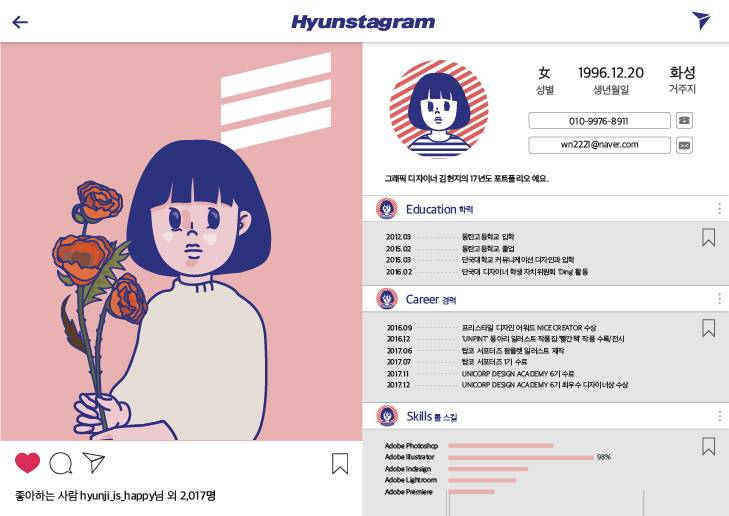 Hyunstagram
女 1996.12.20 화성
성별 생년월일 거주지
010-9976-8911
wn2221@naver.com
그래픽 디자이너 김현지의 17년도 포트폴리오 예요.
Education 학력
2012.03 동탄고등학교 입학
2015.02 동탄고등학교 졸업
2015.03 단국대학교 커뮤니케이션 디자인과 입학
2016.02 단국대 디자이너 학생 자치위원회 'Ding' 활동
Career 경력
2016.09 프리스타일 디자인 어워드 NICE CREATOR 수상
2016.12 'UNPINT' 동아리 일러스트 작품집 '빨간책' 작품 수록/전시
2017.06 탐코 서포터즈 팜플렛 일러스트 제작
2017.07 탐코 서포터즈 1기 수료
2017.11 UNICORP DESIGN ACADEMY 6기 수료
2017.12 UNICORP DESIGN ACADEMY 6기 최우수 디자이너상 수상
Skills 툴 스킬
Adobe Photoshop
Adobe Illustrator 98%
Adobe Indesign
Adobe Lightroom
Adobe Premiere
좋아하는 사람 hyunji_is_happy님 외 2,017명